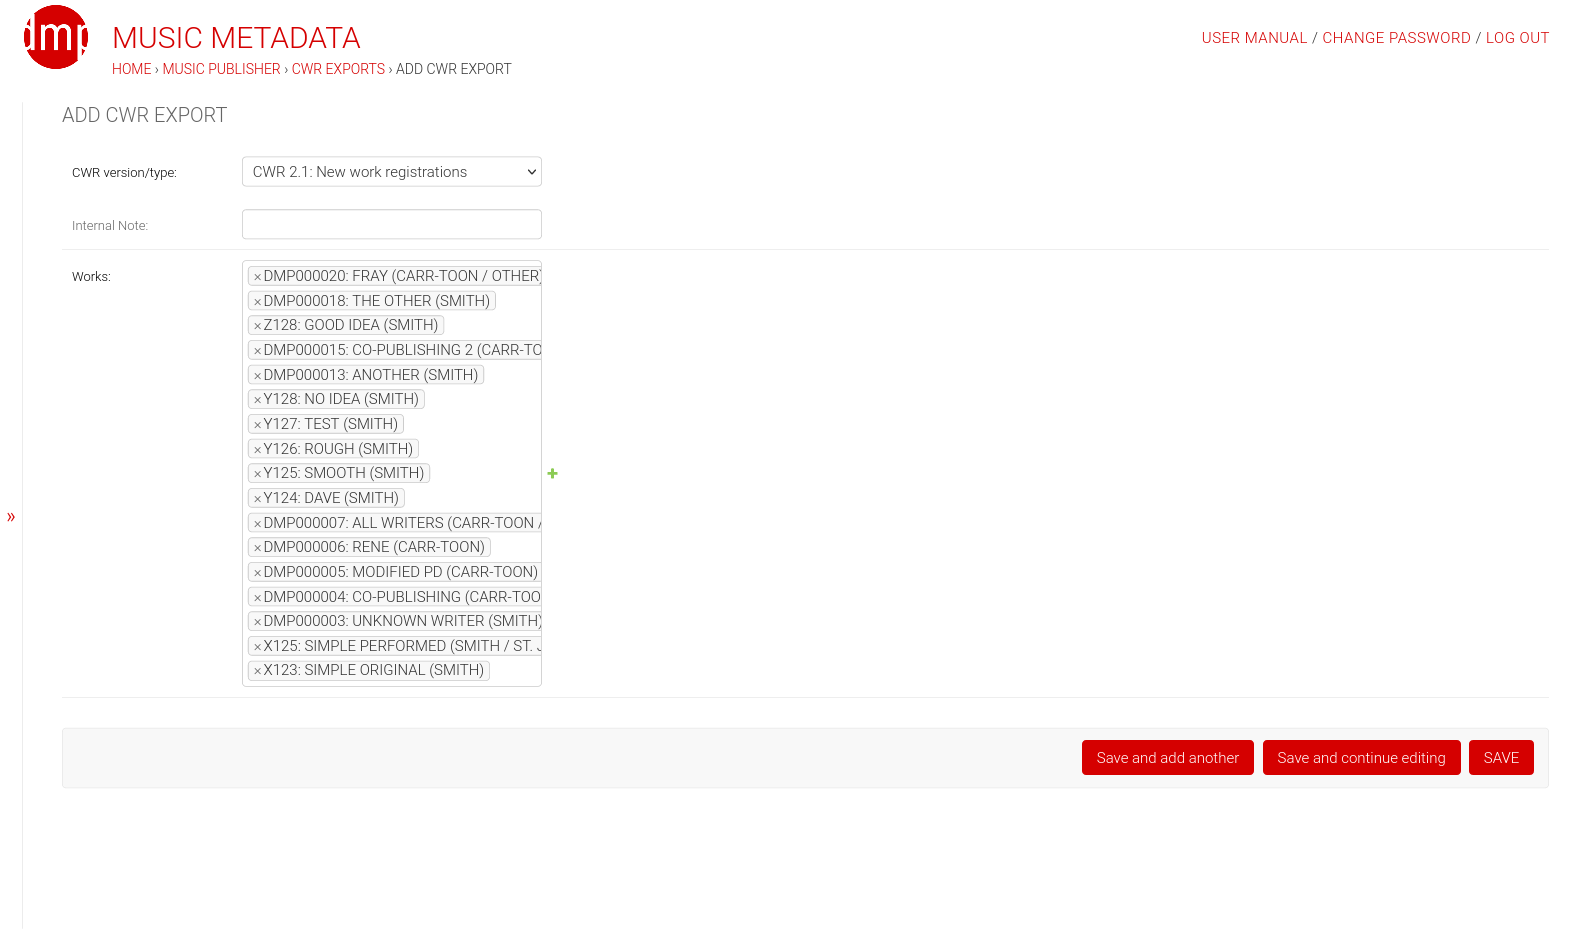 dmp
MUSIC METADATA
USER MANUAL / CHANGE PASSWORD / LOG OUT
HOME › MUSIC PUBLISHER › CWR EXPORTS › ADD CWR EXPORT
ADD CWR EXPORT
CWR version/type:
CWR 2.1: New work registrations
Internal Note:
Works:
×DMP000020: FRAY (CARR-TOON / OTHER)
×DMP000018: THE OTHER (SMITH)
×Z128: GOOD IDEA (SMITH)
×DMP000015: CO-PUBLISHING 2 (CARR-TO
×DMP000013: ANOTHER (SMITH)
×Y128: NO IDEA (SMITH)
×Y127: TEST (SMITH)
×Y126: ROUGH (SMITH)
×Y125: SMOOTH (SMITH)
×Y124: DAVE (SMITH)
×DMP000007: ALL WRITERS (CARR-TOON /
×DMP000006: RENE (CARR-TOON)
×DMP000005: MODIFIED PD (CARR-TOON)
×DMP000004: CO-PUBLISHING (CARR-TOO
×DMP000003: UNKNOWN WRITER (SMITH)
×X125: SIMPLE PERFORMED (SMITH / ST. J
×X123: SIMPLE ORIGINAL (SMITH)
»
Save and add another
Save and continue editing
SAVE